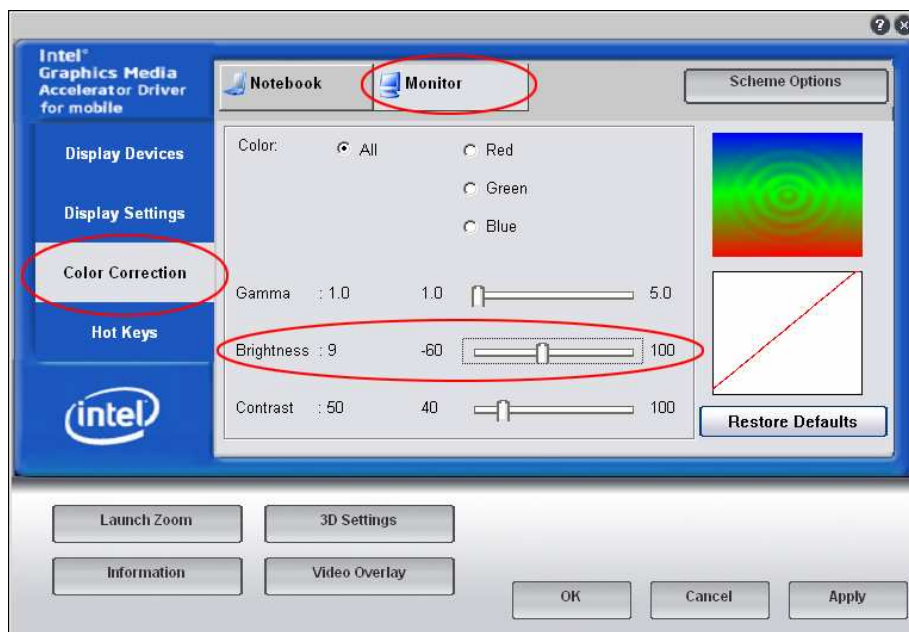 Intel®
Graphics Media
Accelerator Driver
for mobile
Notebook
Monitor
Scheme Options
Display Devices
Display Settings
Color Correction
Hot Keys
intel
Color:
All
Red
Green
Blue
Gamma : 1.0 1.0 5.0
Brightness : 9 -60 100
Contrast : 50 40 100
Restore Defaults
Launch Zoom
3D Settings
Information
Video Overlay
OK
Cancel
Apply